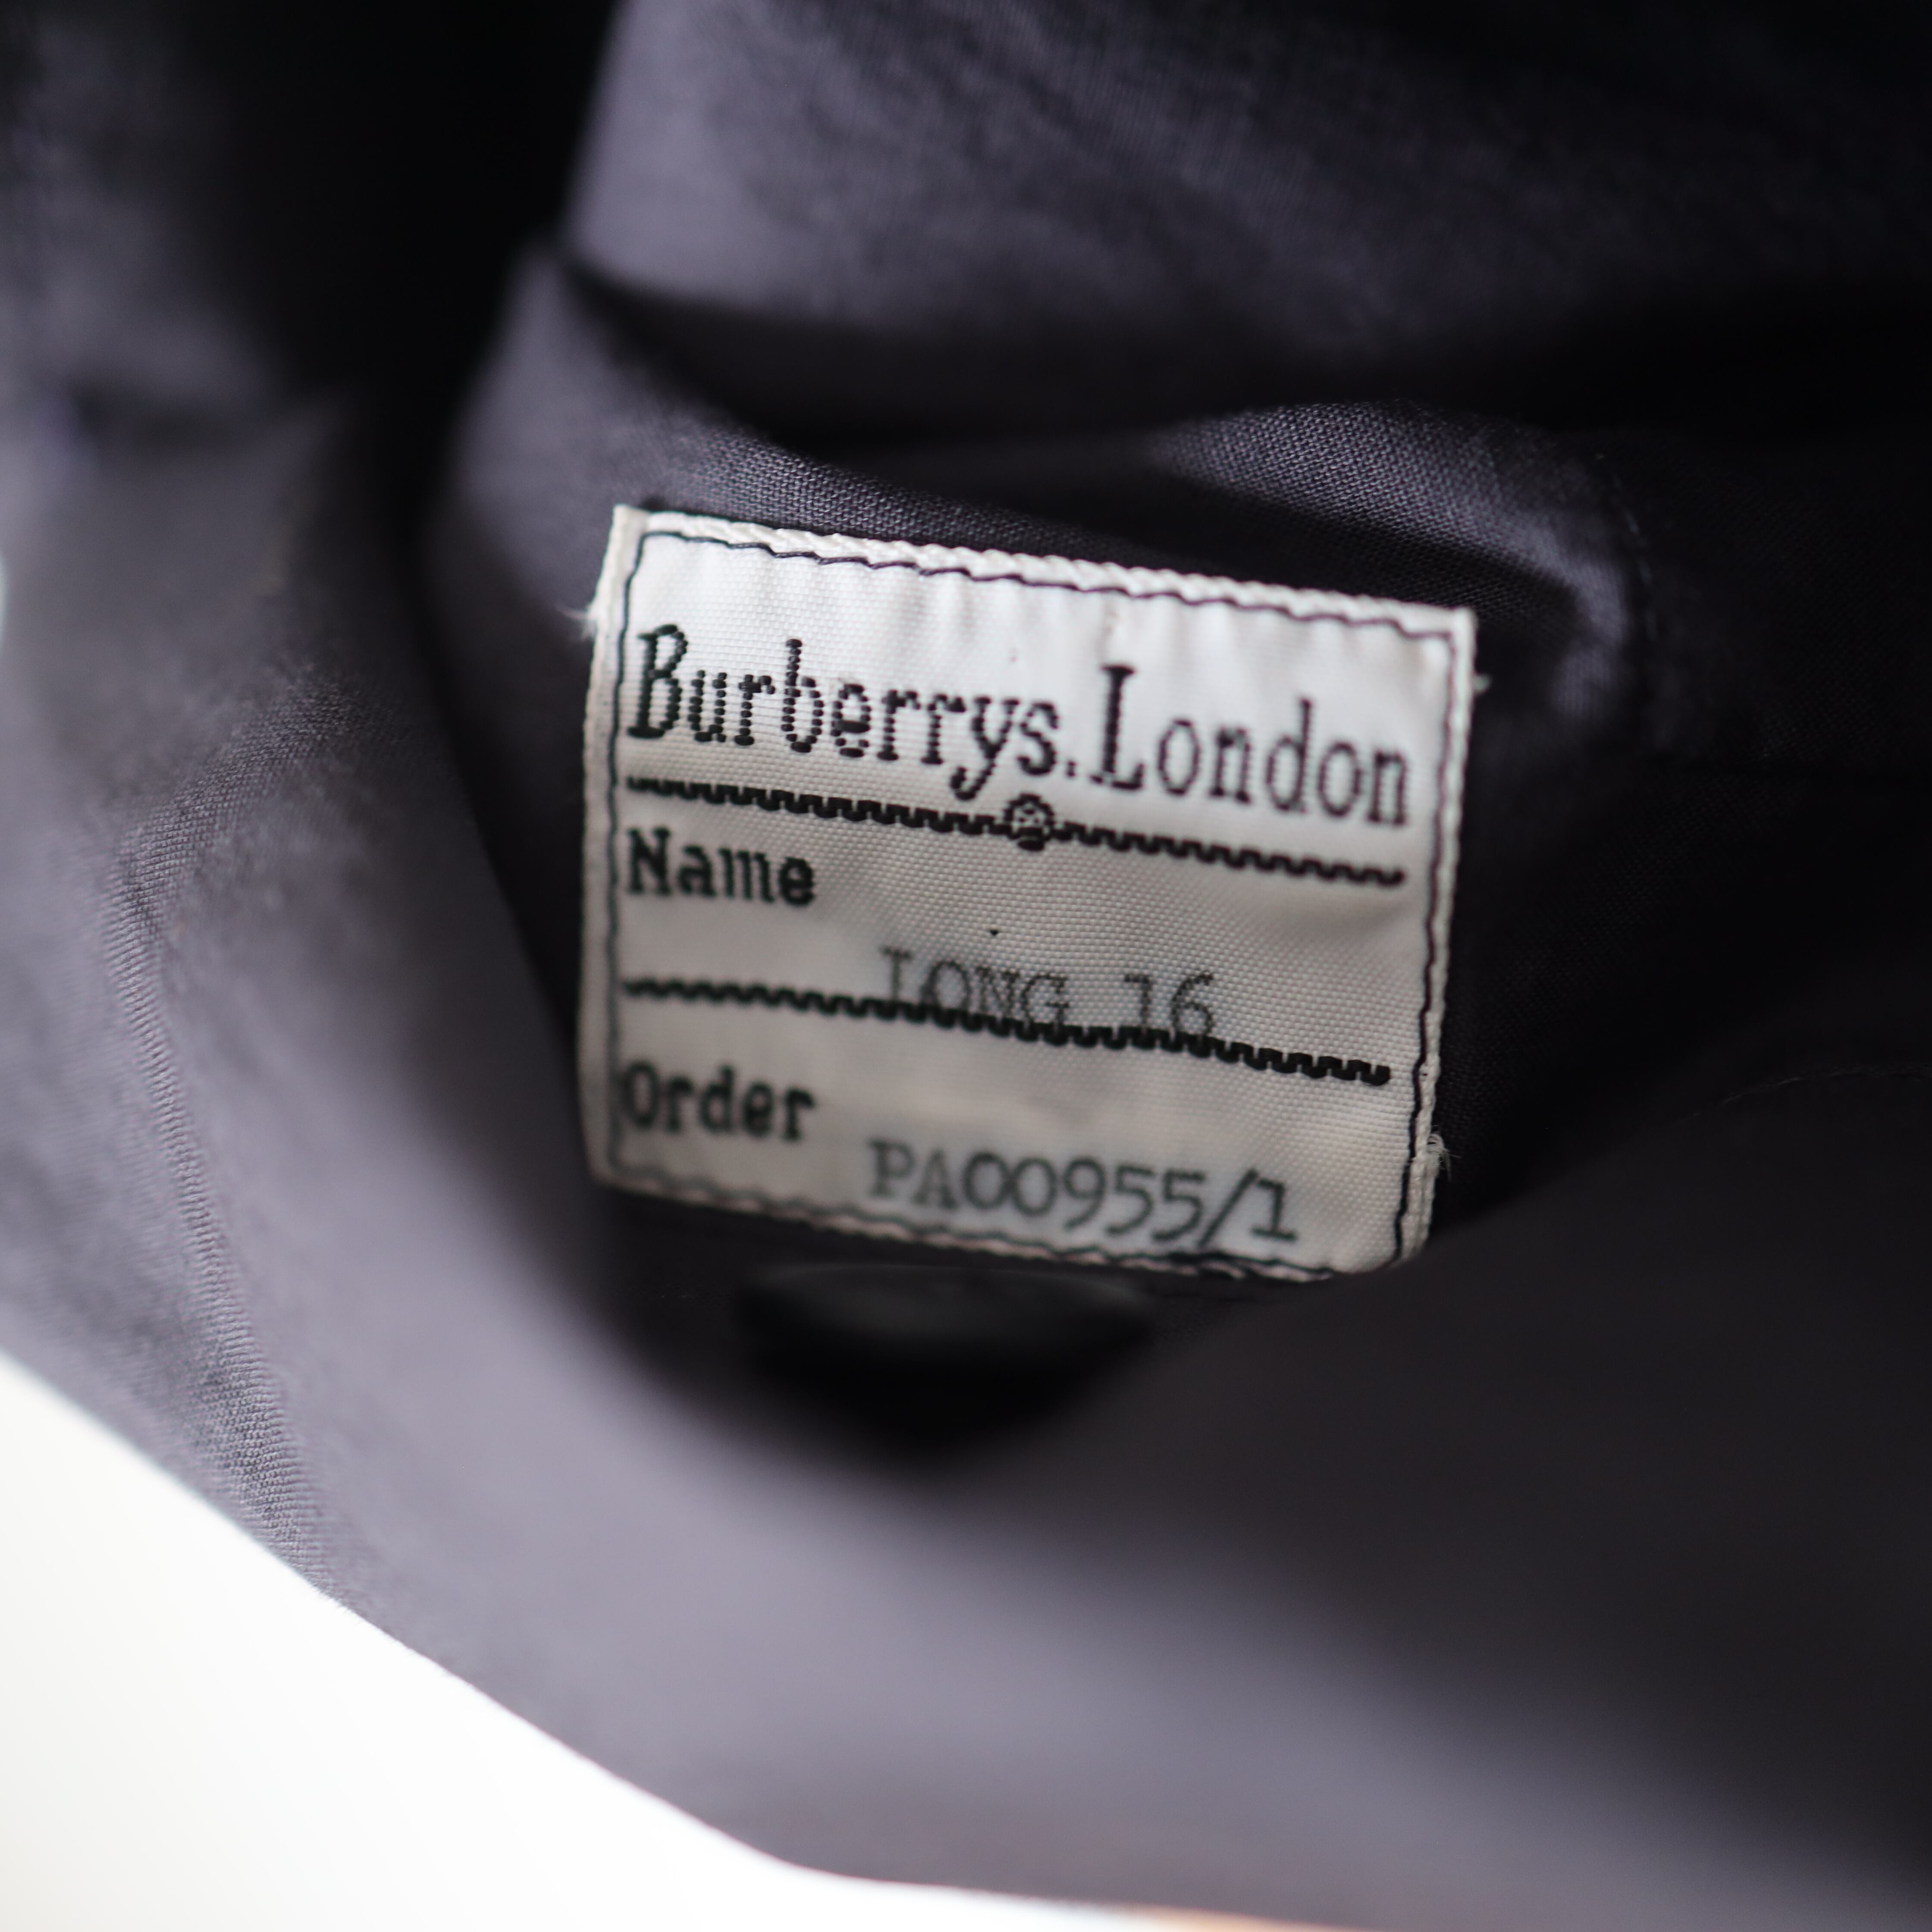 Burberrys.London
Name
LONG 16
Order
PA00955/1